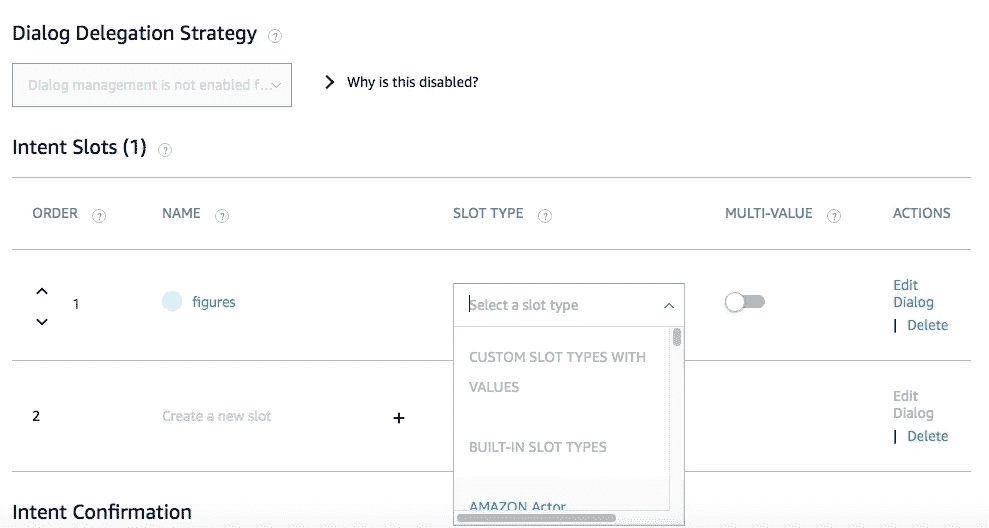 Dialog Delegation Strategy ?
Dialog management is not enabled f...
Why is this disabled?
Intent Slots (1) ?
ORDER ? NAME ? SLOT TYPE ? MULTI-VALUE ? ACTIONS
1 figures Select a slot type Edit
Dialog
| Delete
CUSTOM SLOT TYPES WITH
VALUES
2 Create a new slot + Edit
Dialog
| Delete
BUILT-IN SLOT TYPES
AMAZON.Actor
Intent Confirmation